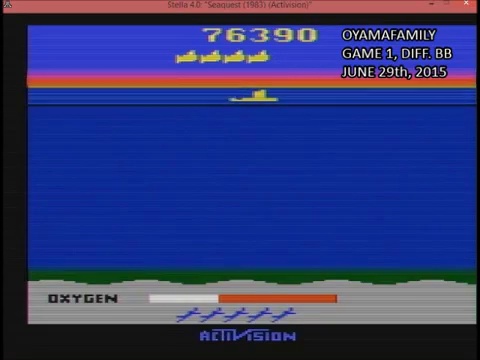 Stella 4.0: "Seaquest (1983) (Activision)"
76390
OYAMAFAMILY
GAME 1, DIFF. BB
JUNE 29th, 2015
OXYGEN
ACTIVISION